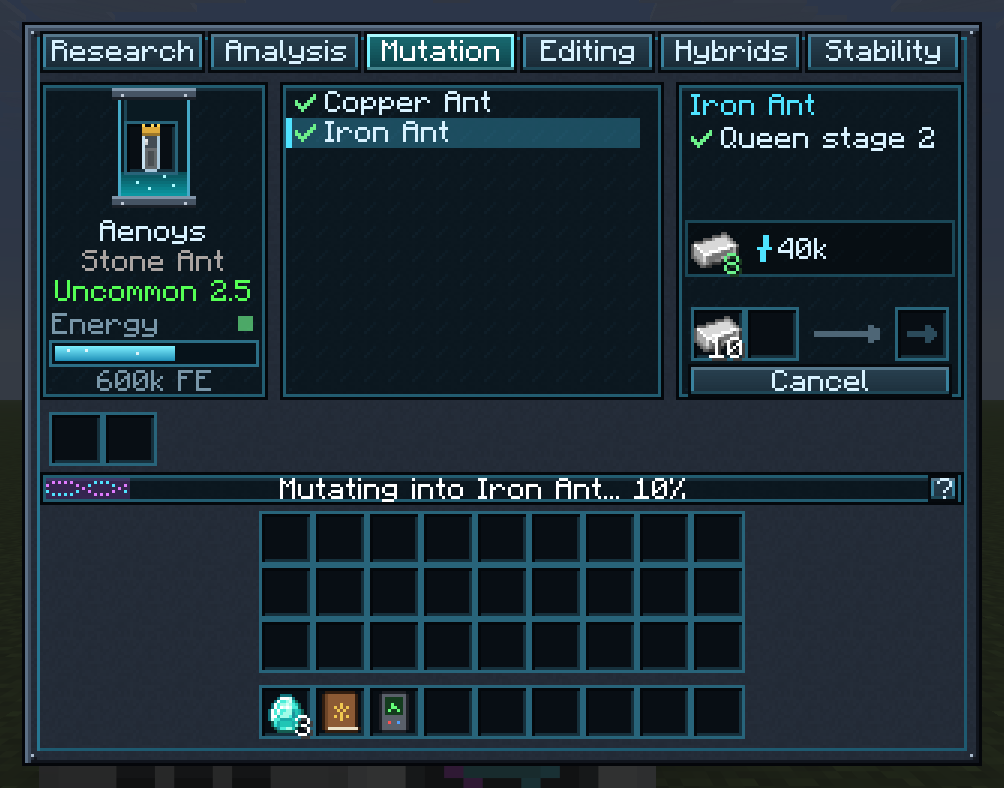 Research Analysis Mutation Editing Hybrids Stability
Aenoys
Stone Ant
Uncommon 2.5
Energy
600k FE
Copper Ant
Iron Ant
Iron Ant
Queen stage 2
8 40k
10
Cancel
Mutating into Iron Ant... 10% ?
3